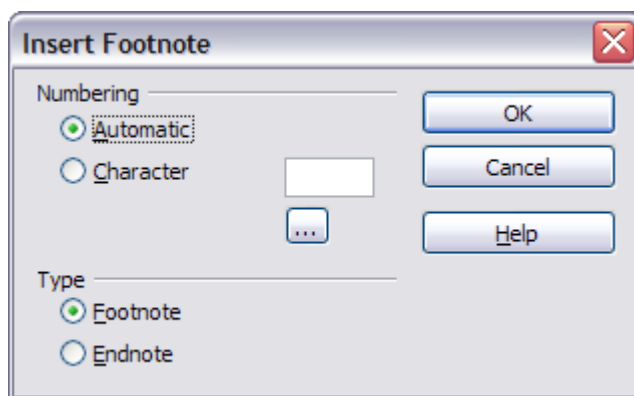 Insert Footnote
Numbering
Automatic
Character
...
OK
Cancel
Help
Type
Footnote
Endnote